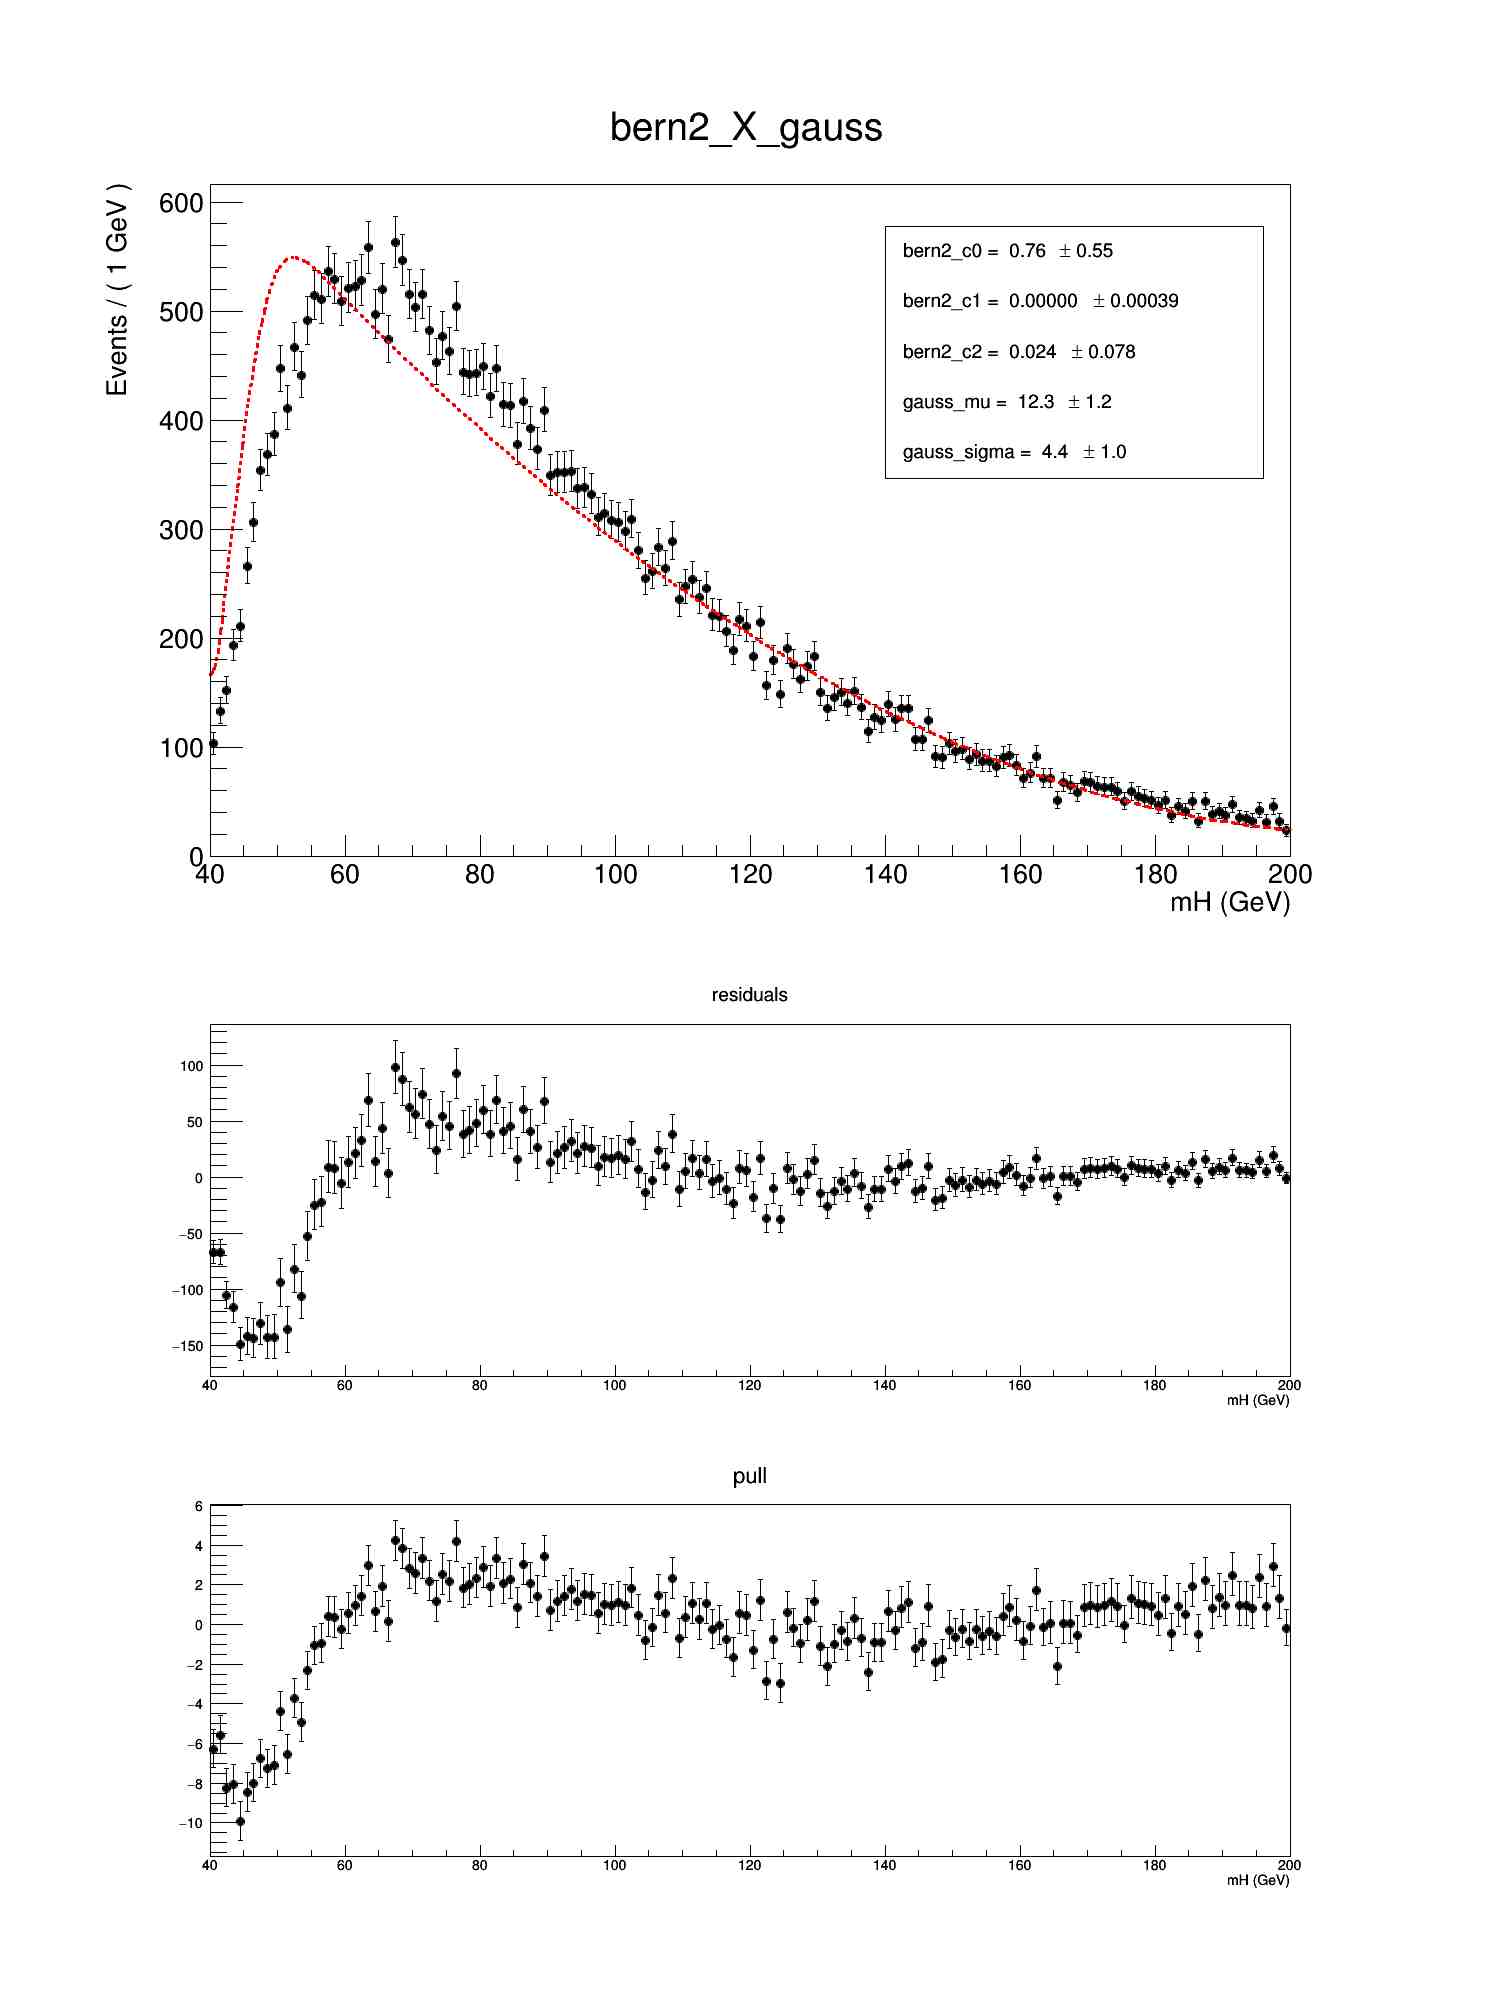 bern2_X_gauss
Events / ( 1 GeV )
600
500
400
300
200
100
0
bern2_c0 = 0.76 ± 0.55
bern2_c1 = 0.00000 ± 0.00039
bern2_c2 = 0.024 ± 0.078
gauss_mu = 12.3 ± 1.2
gauss_sigma = 4.4 ± 1.0
40 60 80 100 120 140 160 180 200
mH (GeV)
residuals
100
50
0
−50
−100
−150
40 60 80 100 120 140 160 180 200
mH (GeV)
pull
6
4
2
0
−2
−4
−6
−8
−10
40 60 80 100 120 140 160 180 200
mH (GeV)